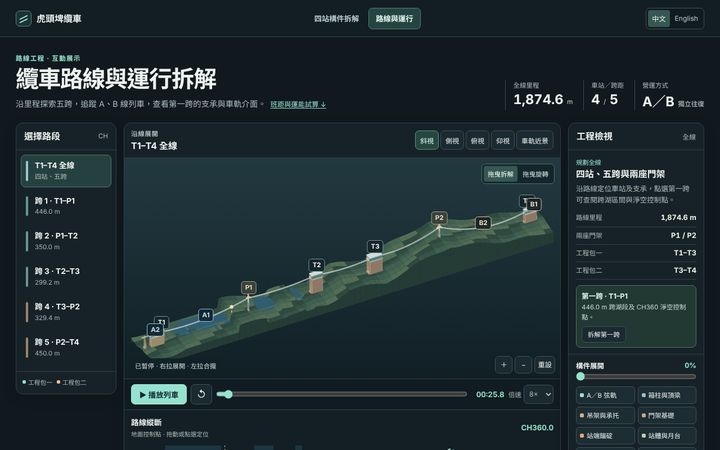 虎頭埤纜車
四站構件拆解
路線與運行
中文
English
路線工程・互動展示
纜車路線與運行拆解
沿里程探索五跨，追蹤 A、B 線列車，查看第一跨的支承與車軌介面。
班距與運能試算 ↓
全線里程
1,874.6 m
車站／跨距
4 / 5
營運方式
A／B 獨立往復
選擇路段
CH
T1–T4 全線
四站、五跨
跨 1・T1–P1
446.0 m
跨 2・P1–T2
350.0 m
跨 3・T2–T3
299.2 m
跨 4・T3–P2
329.4 m
跨 5・P2–T4
450.0 m
工程包一
工程包二
沿線展開
T1–T4 全線
斜視
側視
俯視
仰視
車軌近景
拖曳拆解
拖曳旋轉
B1
P2
B2
T3
T2
P1
A1
T1
A2
已暫停・右拉展開・左拉合攏
+
-
重設
▶ 播放列車
00:25.8
倍速
8×
路線縱斷
地面控制點・拖動或點選定位
CH360.0
工程檢視
全線
規劃全線
四站、五跨與兩座門架
沿路線定位車站及支承，點選第一跨可查閱跨湖區間與淨空控制點。
路線里程
1,874.6 m
兩座門架
P1 / P2
工程包一
T1–T3
工程包二
T3–T4
第一跨・T1–P1
446.0 m 跨湖段及 CH360 淨空控制點。
拆解第一跨
構件展開
0%
A／B 弦軌
箱柱與頂梁
吊架與承托
門架基礎
站端錨碇
站體與月台